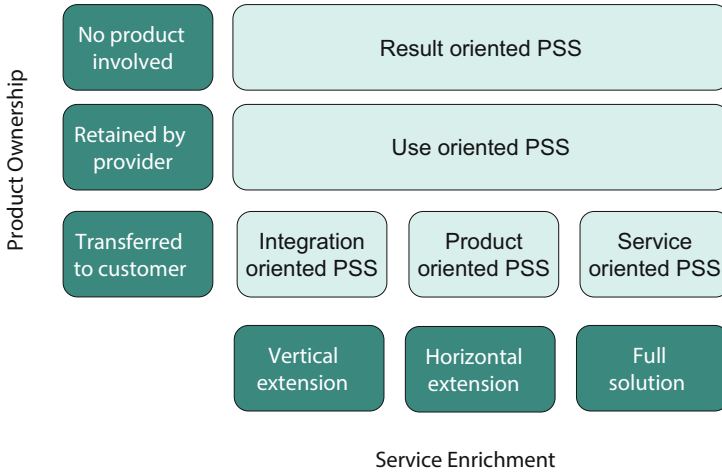 Product Ownership
No product
involved
Result oriented PSS
Retained by
provider
Use oriented PSS
Transferred
to customer
Integration
oriented PSS
Product
oriented PSS
Service
oriented PSS
Vertical
extension
Horizontal
extension
Full
solution
Service Enrichment